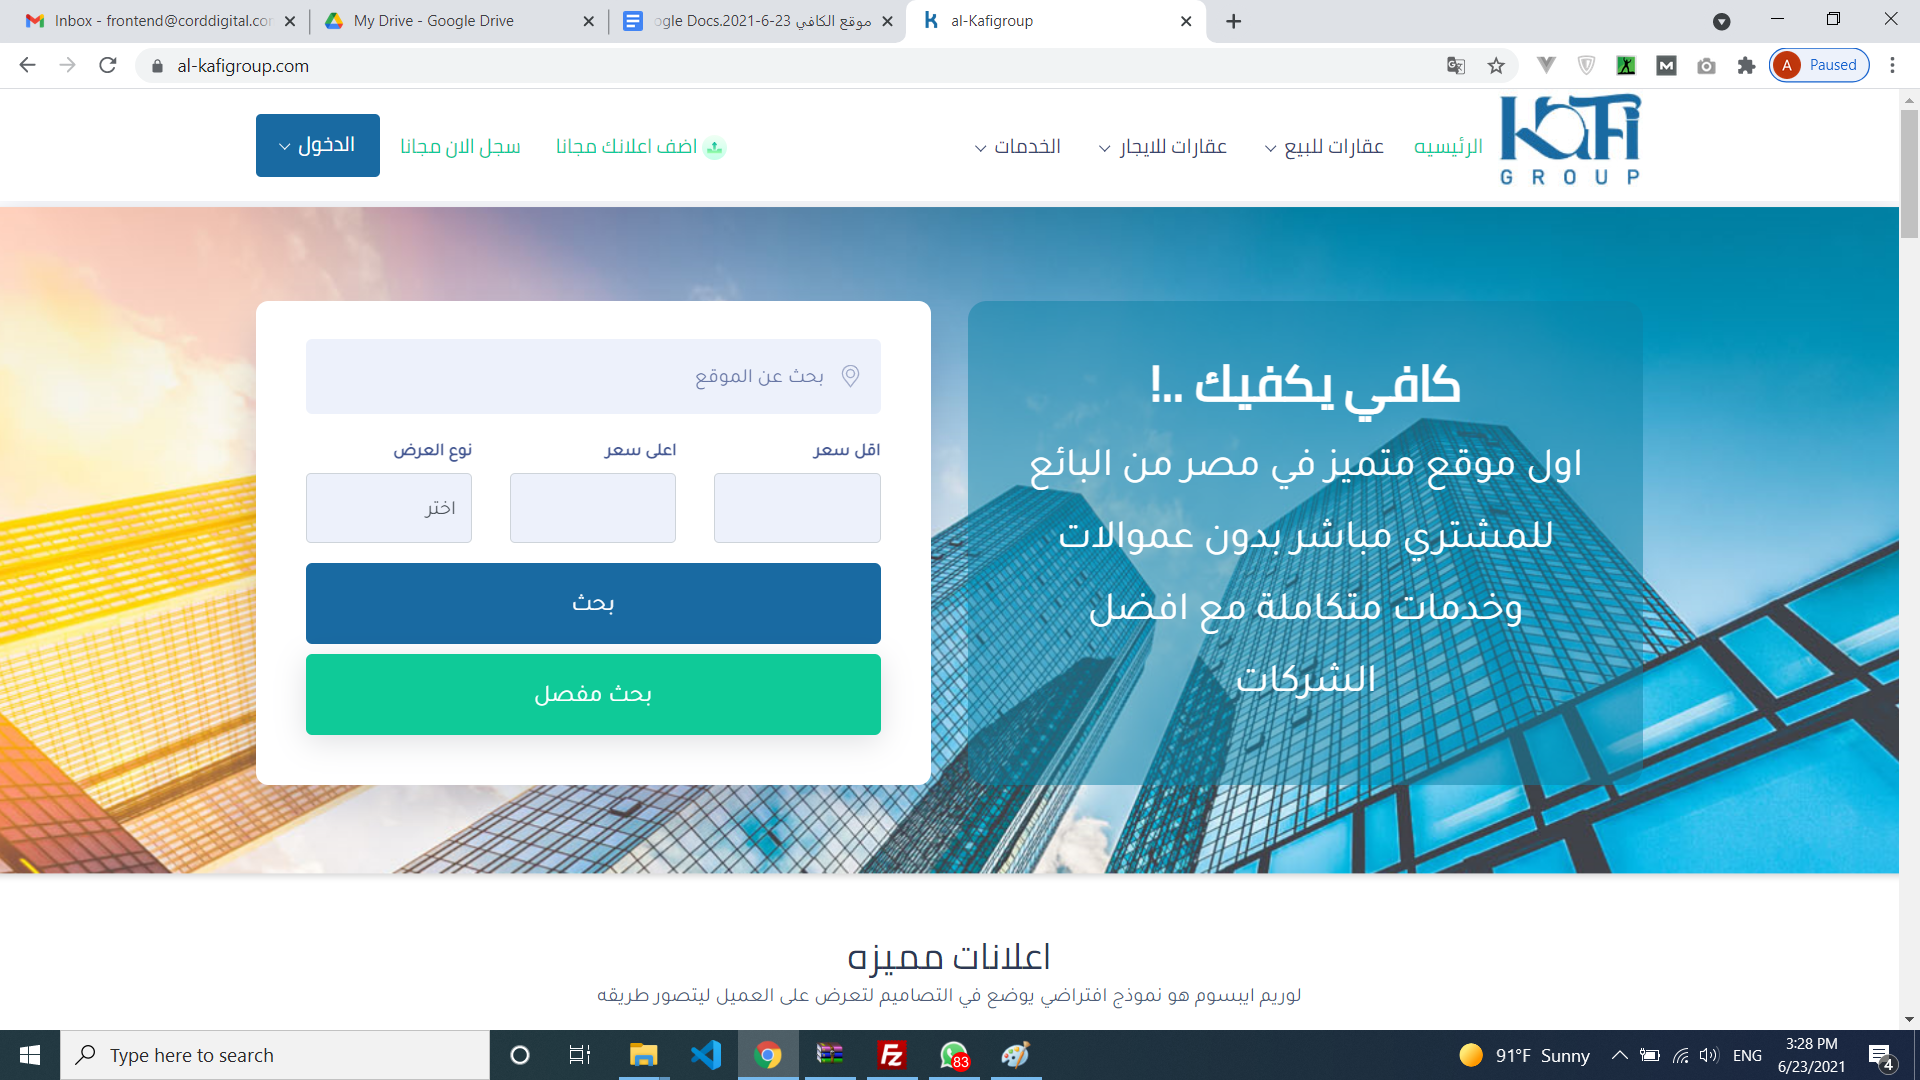 Inbox - frontend@corddigital.com
My Drive - Google Drive
موقع الكافي 23-6-2021.ogle Docs
al-Kafigroup
al-kafigroup.com
A Paused
KaFi
GROUP
الرئيسيه
عقارات للبيع
عقارات للايجار
الخدمات
اضف اعلانك مجانا
سجل الان مجانا
الدخول
كافي يكفيك ..!
اول موقع متميز في مصر من البائع
للمشتري مباشر بدون عموالات
وخدمات متكاملة مع افضل
الشركات
بحث عن الموقع
اقل سعر
اعلى سعر
نوع العرض
اختر
بحث
بحث مفصل
اعلانات مميزه
لوريم ايبسوم هو نموذج افتراضي يوضع في التصاميم لتعرض على العميل ليتصور طريقه
Type here to search
83
91°F Sunny
ENG
3:28 PM
6/23/2021
4